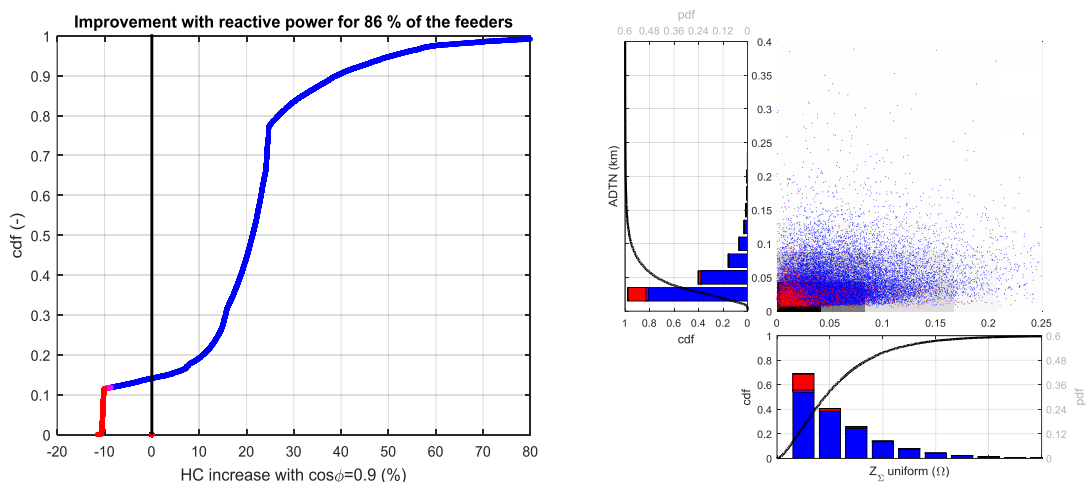 Improvement with reactive power for 86 % of the feeders
1
0.9
0.8
0.7
0.6
0.5
0.4
0.3
0.2
0.1
0
cdf (-)
-20 -10 0 10 20 30 40 50 60 70 80
HC increase with cosϕ=0.9 (%)
pdf
0.6 0.48 0.36 0.24 0.12 0
ADTN (km)
1 0.8 0.6 0.4 0.2 0
cdf
0.4
0.35
0.3
0.25
0.2
0.15
0.1
0.05
0
0 0.05 0.1 0.15 0.2 0.25
1
0.8
0.6
0.4
0.2
0
cdf
0.6
0.48
0.36
0.24
0.12
0
pdf
ZΣ uniform (Ω)